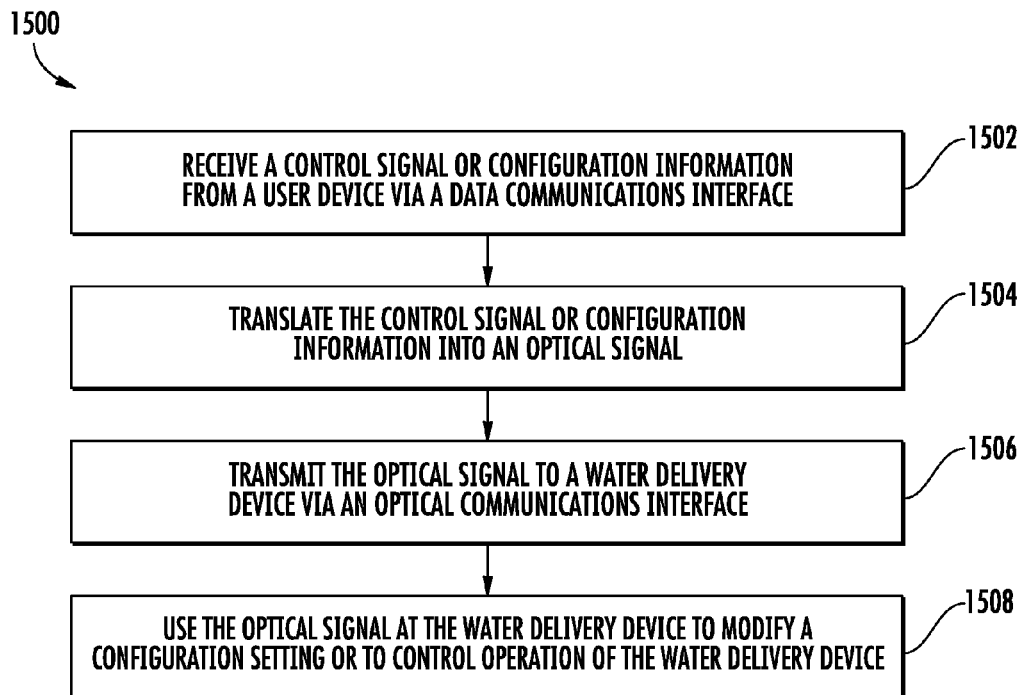 1500
RECEIVE A CONTROL SIGNAL OR CONFIGURATION INFORMATION
FROM A USER DEVICE VIA A DATA COMMUNICATIONS INTERFACE
1502
TRANSLATE THE CONTROL SIGNAL OR CONFIGURATION
INFORMATION INTO AN OPTICAL SIGNAL
1504
TRANSMIT THE OPTICAL SIGNAL TO A WATER DELIVERY
DEVICE VIA AN OPTICAL COMMUNICATIONS INTERFACE
1506
USE THE OPTICAL SIGNAL AT THE WATER DELIVERY DEVICE TO MODIFY A
CONFIGURATION SETTING OR TO CONTROL OPERATION OF THE WATER DELIVERY DEVICE
1508